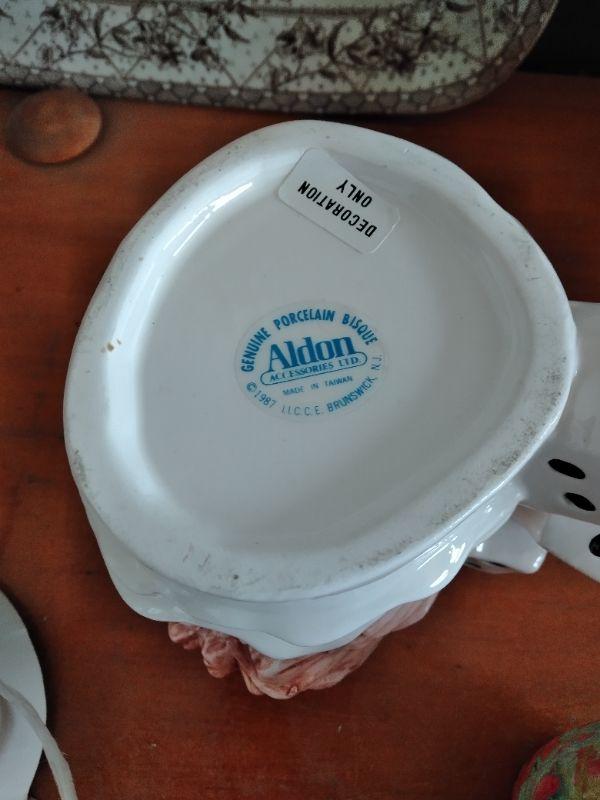 DECORATION
ONLY
GENUINE PORCELAIN BISQUE
Aldon
ACCESSORIES LTD.
MADE IN TAIWAN
© 1987 I.I.C.C.E. BRUNSWICK, N.J.